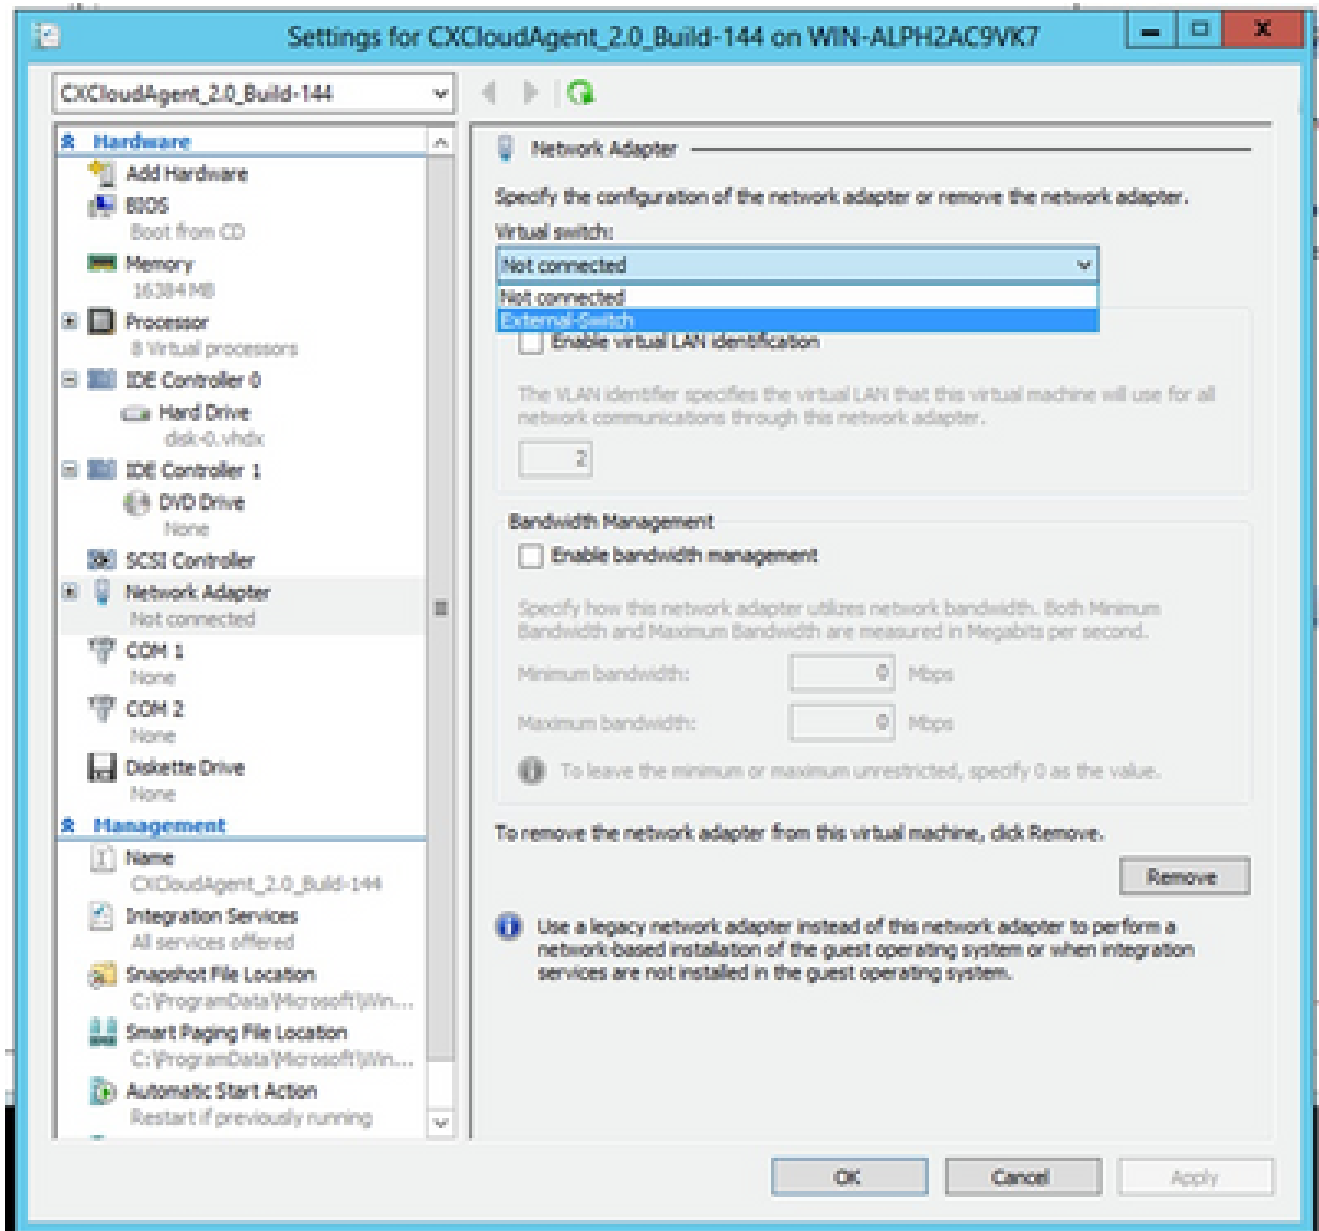 Settings for CXCloudAgent_2.0_Build-144 on WIN-ALPH2AC9VK7
CXCloudAgent_2.0_Build-144
Hardware
Add Hardware
BIOS
Boot from CD
Memory
16384 MB
Processor
8 Virtual processors
IDE Controller 0
Hard Drive
disk-0.vhdx
IDE Controller 1
DVD Drive
None
SCSI Controller
Network Adapter
Not connected
COM 1
None
COM 2
None
Diskette Drive
None
Management
Name
CXCloudAgent_2.0_Build-144
Integration Services
All services offered
Snapshot File Location
C:\ProgramData\Microsoft\Win...
Smart Paging File Location
C:\ProgramData\Microsoft\Win...
Automatic Start Action
Restart if previously running
Network Adapter
Specify the configuration of the network adapter or remove the network adapter.
Virtual switch:
Not connected
Not connected
External-Switch
Enable virtual LAN identification
The VLAN identifier specifies the virtual LAN that this virtual machine will use for all
network communications through this network adapter.
2
Bandwidth Management
Enable bandwidth management
Specify how this network adapter utilizes network bandwidth. Both Minimum
Bandwidth and Maximum Bandwidth are measured in Megabits per second.
Minimum bandwidth: 0 Mbps
Maximum bandwidth: 0 Mbps
To leave the minimum or maximum unrestricted, specify 0 as the value.
To remove the network adapter from this virtual machine, click Remove.
Remove
Use a legacy network adapter instead of this network adapter to perform a
network-based installation of the guest operating system or when integration
services are not installed in the guest operating system.
OK Cancel Apply